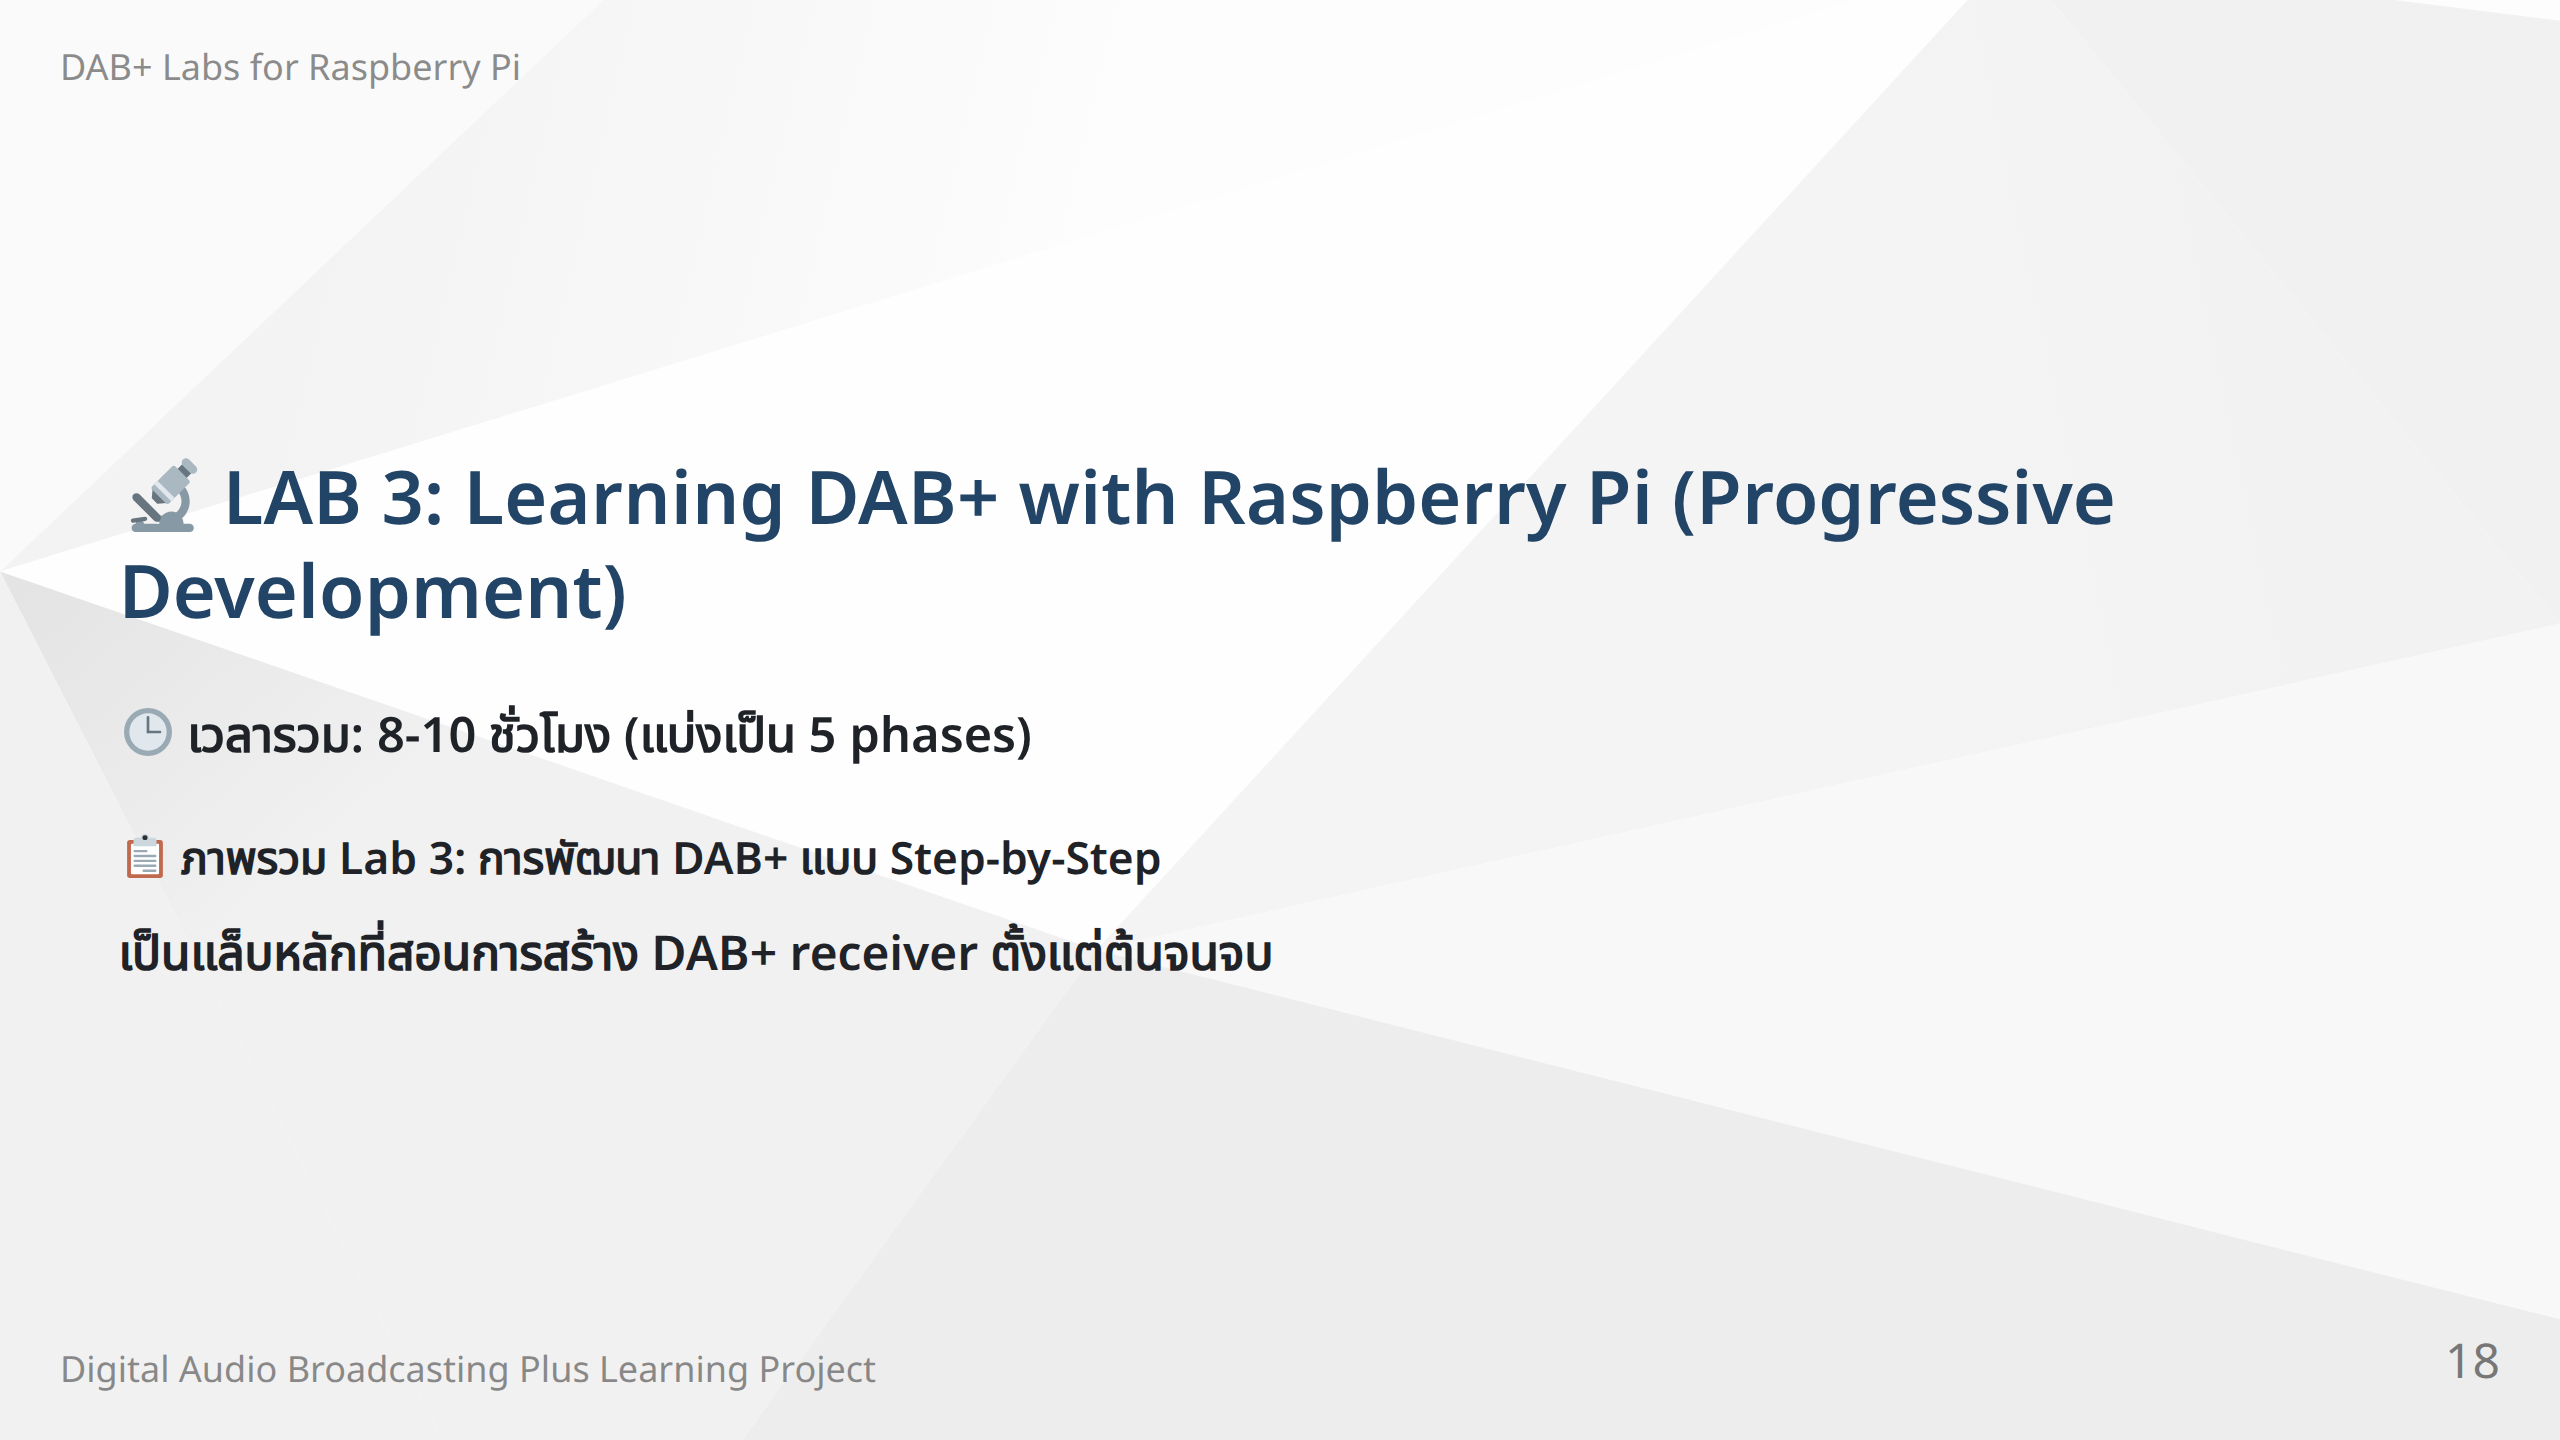 DAB+ Labs for Raspberry Pi
🔬 LAB 3: Learning DAB+ with Raspberry Pi (Progressive
Development)
🕒 เวลารวม: 8-10 ชั่วโมง (แบ่งเป็น 5 phases)
📋 ภาพรวม Lab 3: การพัฒนา DAB+ แบบ Step-by-Step
เป็นแล็บหลักที่สอนการสร้าง DAB+ receiver ตั้งแต่ต้นจนจบ
Digital Audio Broadcasting Plus Learning Project
18